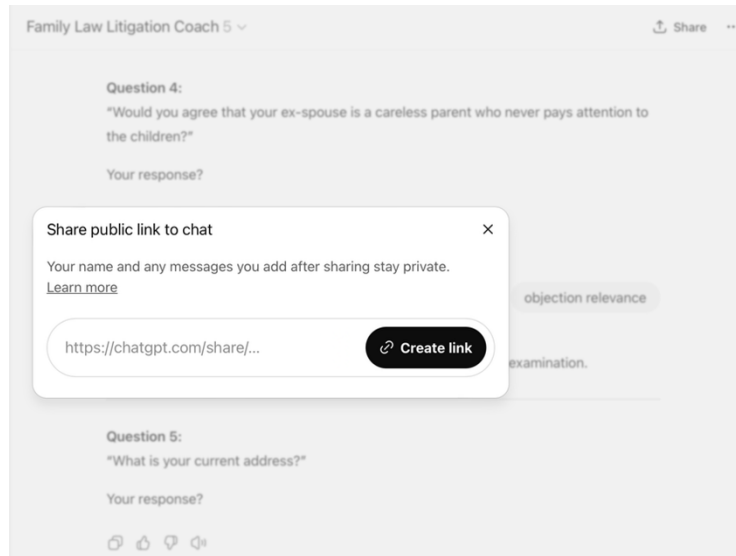 Family Law Litigation Coach 5
Share
Question 4:
“Would you agree that your ex-spouse is a careless parent who never pays attention to
the children?”
Your response?
Share public link to chat
Your name and any messages you add after sharing stay private.
Learn more
objection relevance
https://chatgpt.com/share/...
Create link
examination.
Question 5:
“What is your current address?”
Your response?